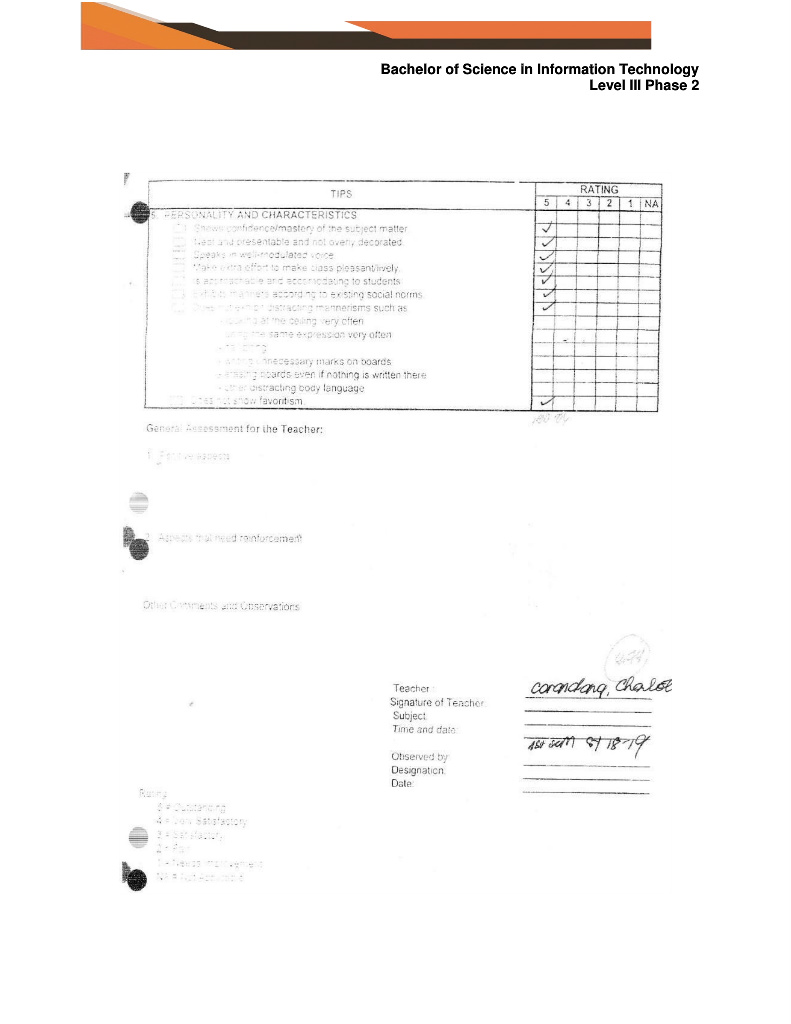 Bachelor of Science in Information Technology
Level III Phase 2
TIPS
RATING
5 4 3 2 1 NA
5. PERSONALITY AND CHARACTERISTICS
Shows confidence/mastery of the subject matter
Neat and presentable and not overly decorated
Speaks in well-modulated voice
Make extra effort to make class pleasant/lively
Is approachable and accomodating to students
Exhibits manners according to existing social norms
Does not exhibit distracting mannerisms such as
- looking at the ceiling very often
- using the same expression very often
- writing unnecessary marks on boards
- erasing boards even if nothing is written there
- other distracting body language
Does not show favoritism.
General Assessment for the Teacher:
1. Positive aspects
2. Aspects that need reinforcement
Other Comments and Observations
Teacher: Carandang, Charlot
Signature of Teacher:
Subject:
Time and date: 1st sem SY 18-19
Observed by:
Designation:
Date:
Rating
5 = Outstanding
4 = Very Satisfactory
3 = Satisfactory
2 = Fair
1 = Needs Improvement
NA = Not Applicable